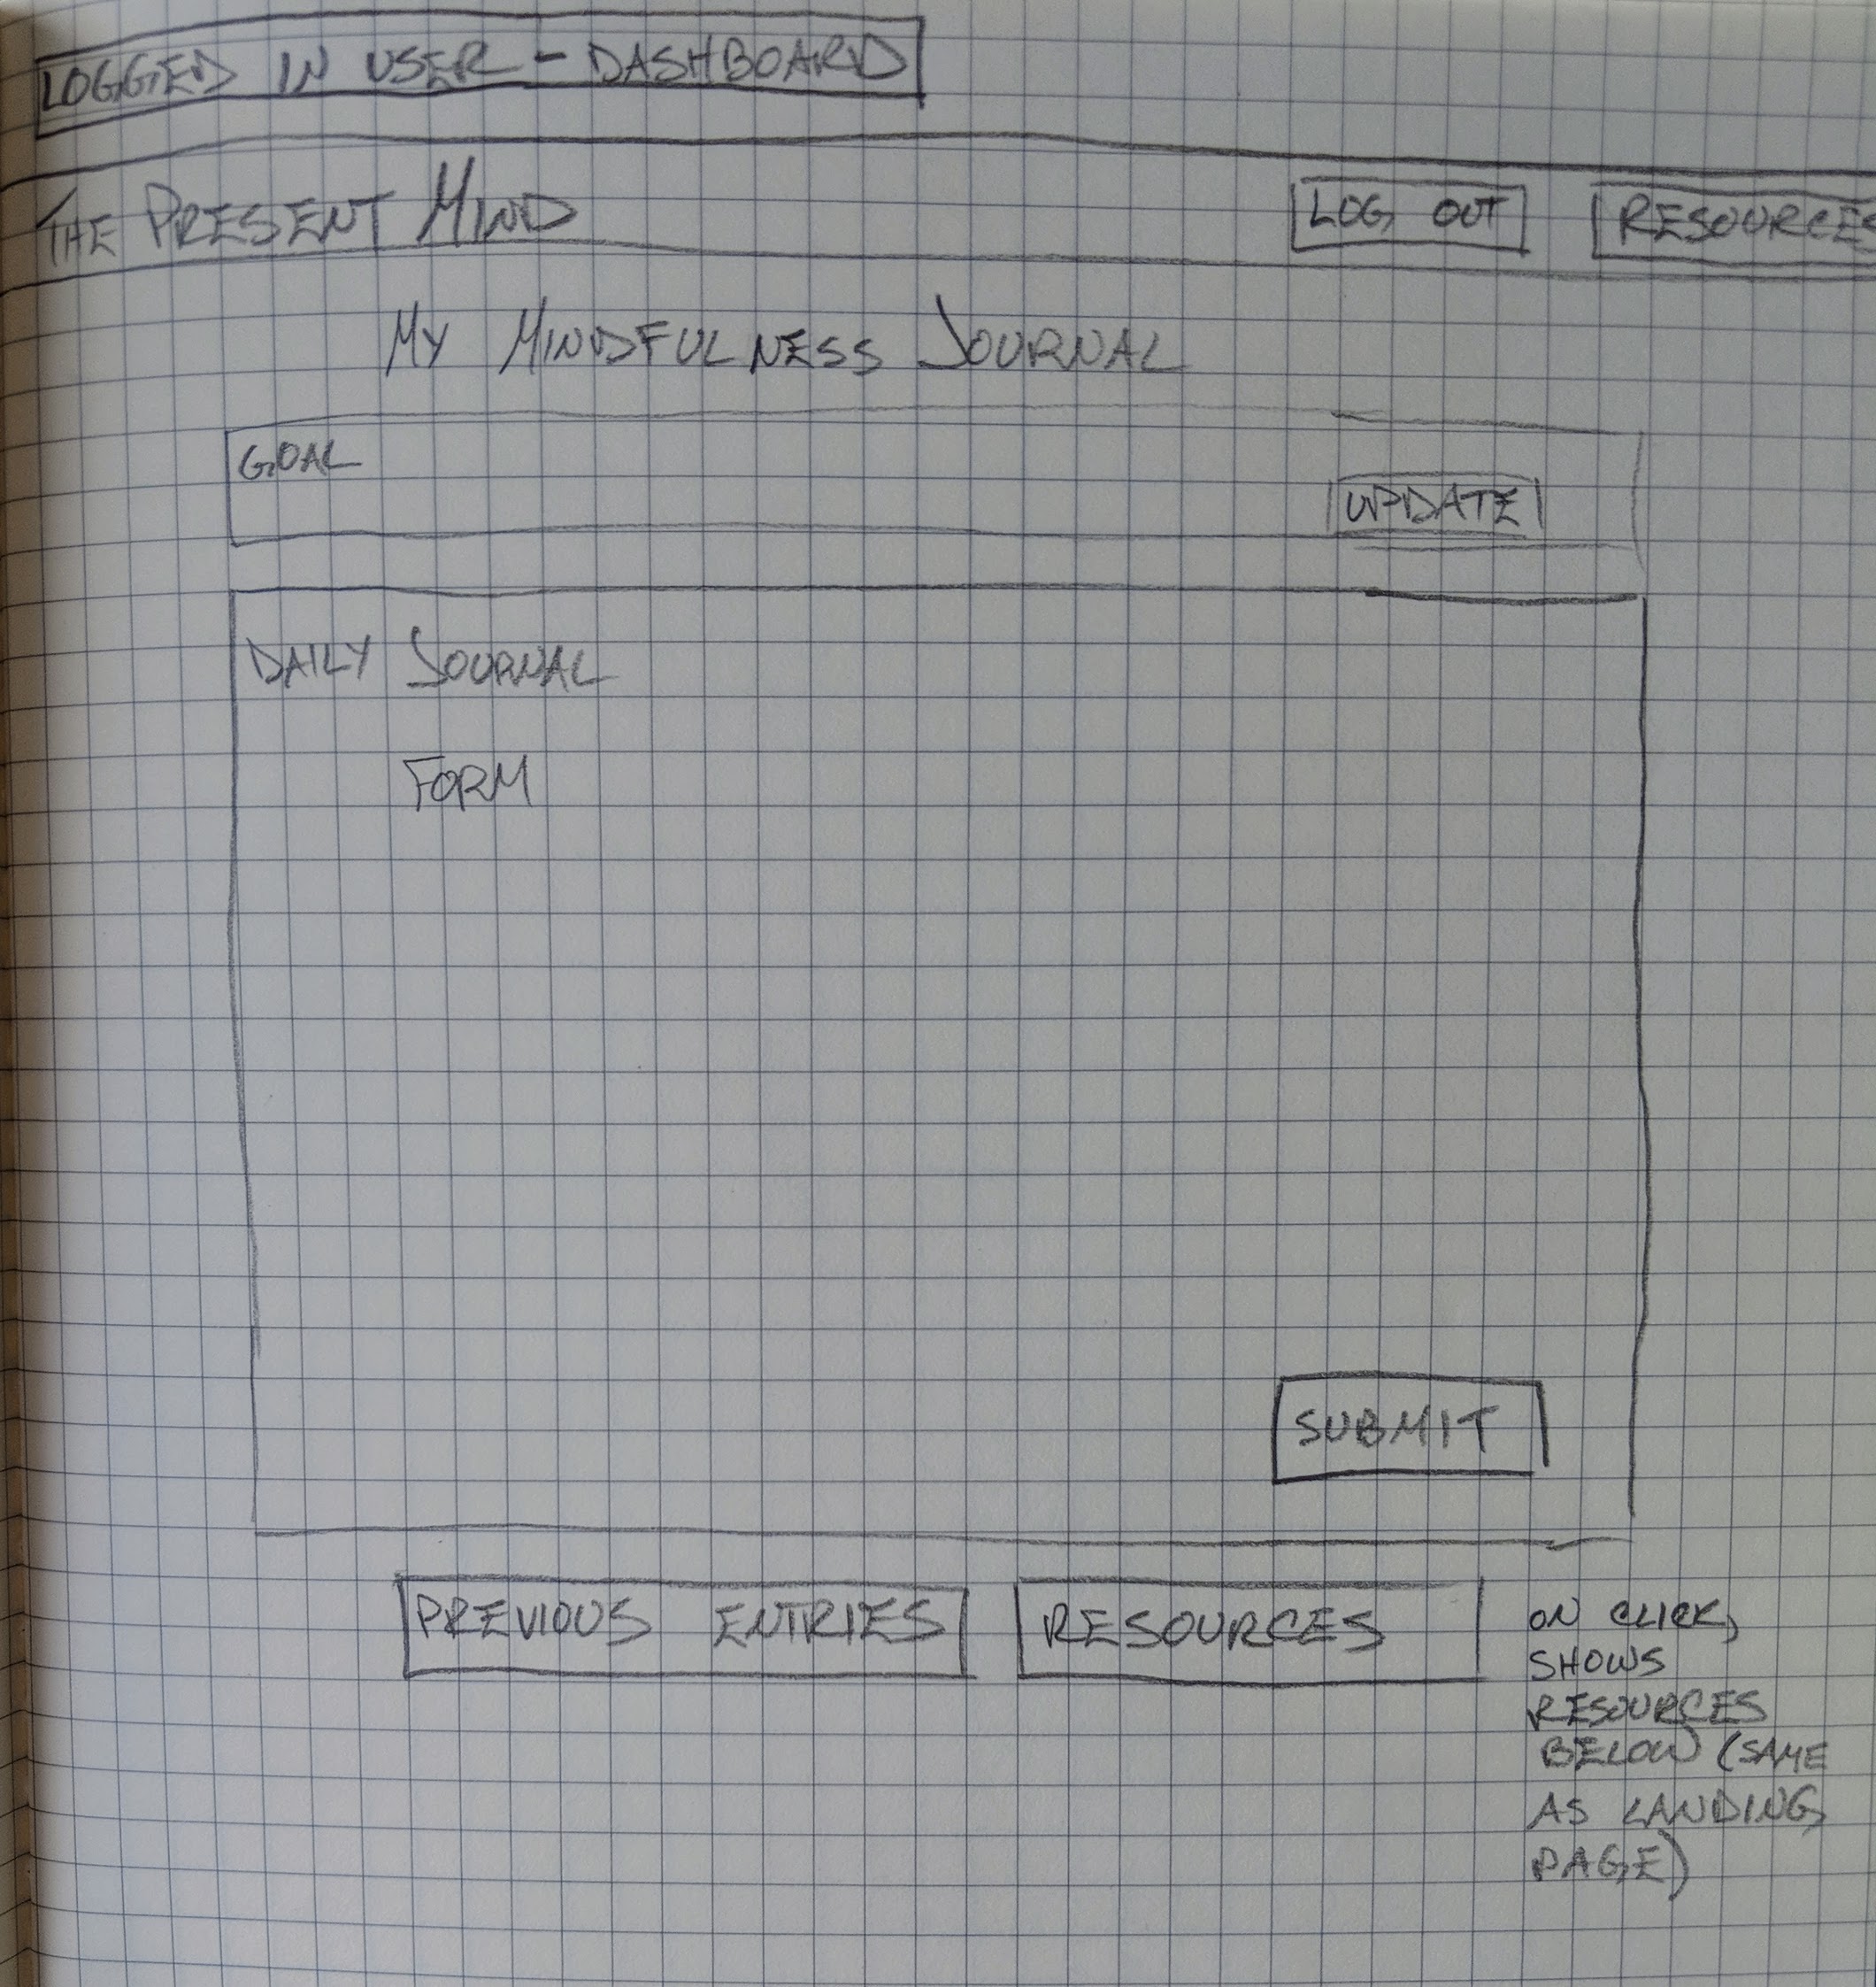 LOGGED IN USER - DASHBOARD
THE PRESENT MIND
LOG OUT
RESOURCES
MY MINDFULNESS JOURNAL
GOAL
UPDATE
DAILY JOURNAL
FORM
SUBMIT
PREVIOUS ENTRIES
RESOURCES
ON CLICK,
SHOWS
RESOURCES
BELOW (SAME
AS LANDING
PAGE)